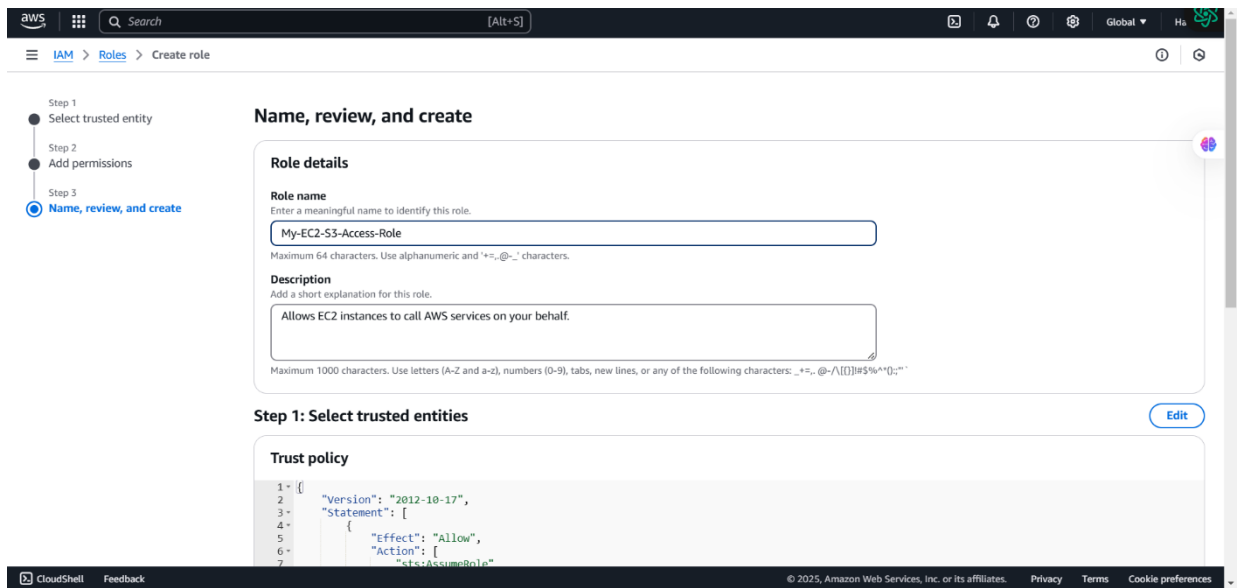 aws
Search [Alt+S] Global ▼
IAM > Roles > Create role
Step 1
Select trusted entity
Step 2
Add permissions
Step 3
Name, review, and create
Name, review, and create
Role details
Role name
Enter a meaningful name to identify this role.
My-EC2-S3-Access-Role
Maximum 64 characters. Use alphanumeric and '+=,.@-_' characters.
Description
Add a short explanation for this role.
Allows EC2 instances to call AWS services on your behalf.
Maximum 1000 characters. Use letters (A-Z and a-z), numbers (0-9), tabs, new lines, or any of the following characters: _+=,. @-/\[{}]!#$%^*();:"'`
Step 1: Select trusted entities
Edit
Trust policy
1 {
2 "Version": "2012-10-17",
3 "Statement": [
4 {
5 "Effect": "Allow",
6 "Action": [
7 "sts:AssumeRole"
CloudShell Feedback © 2025, Amazon Web Services, Inc. or its affiliates. Privacy Terms Cookie preferences